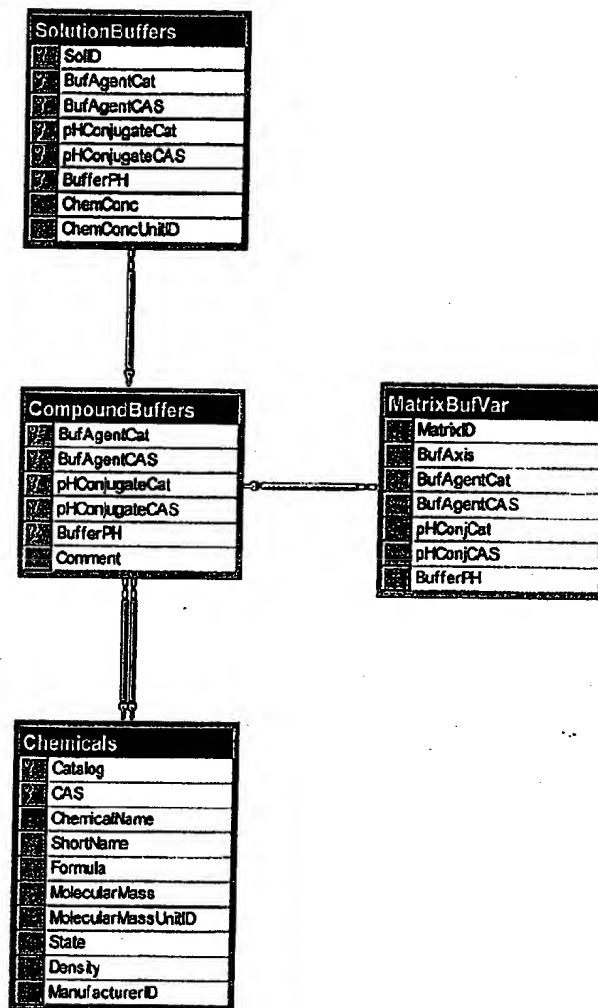 SolutionBuffers
SolID
BufAgentCat
BufAgentCAS
pHConjugateCat
pHConjugateCAS
BufferPH
ChemConc
ChemConcUnitID
CompoundBuffers
BufAgentCat
BufAgentCAS
pHConjugateCat
pHConjugateCAS
BufferPH
Comment
MatrixBufVar
MatrixID
BufAxis
BufAgentCat
BufAgentCAS
pHConjCat
pHConjCAS
BufferPH
Chemicals
Catalog
CAS
ChemicalName
ShortName
Formula
MolecularMass
MolecularMassUnitID
State
Density
ManufacturerID